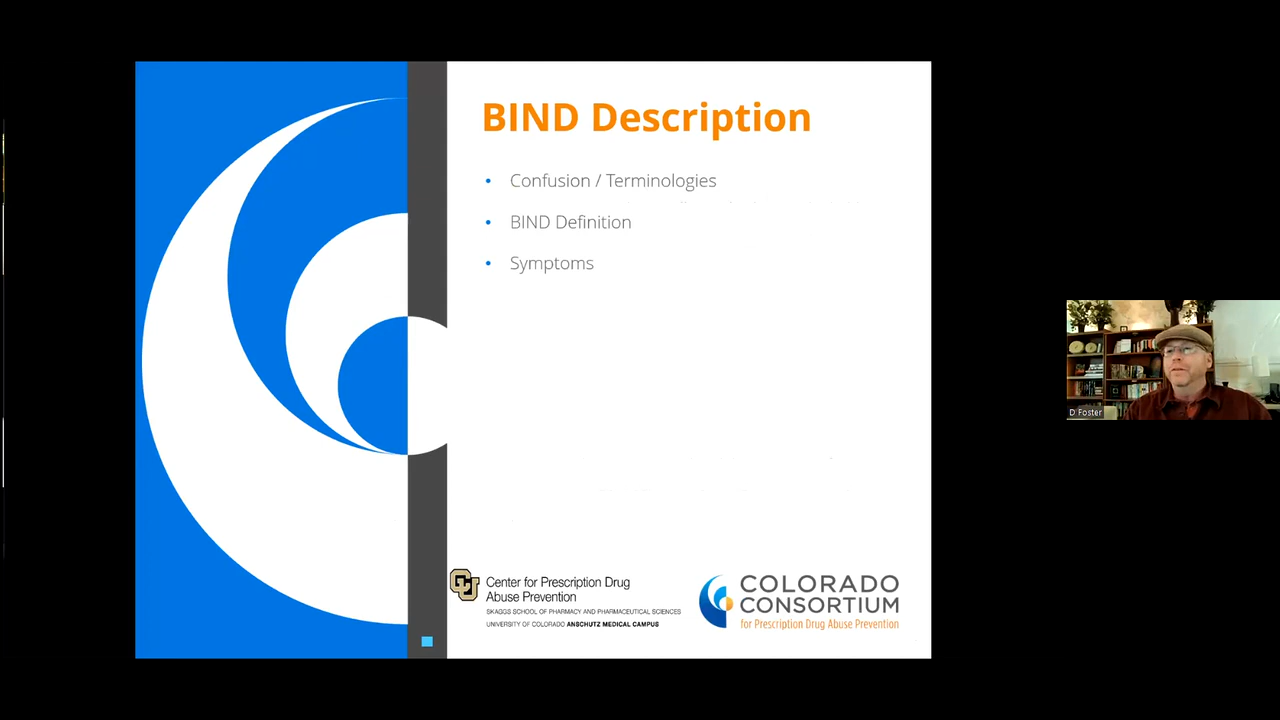 BIND Description
• Confusion / Terminologies
• BIND Definition
• Symptoms
CU
Center for Prescription Drug
Abuse Prevention
SKAGGS SCHOOL OF PHARMACY AND PHARMACEUTICAL SCIENCES
UNIVERSITY OF COLORADO ANSCHUTZ MEDICAL CAMPUS
COLORADO
CONSORTIUM
for Prescription Drug Abuse Prevention
D Foster